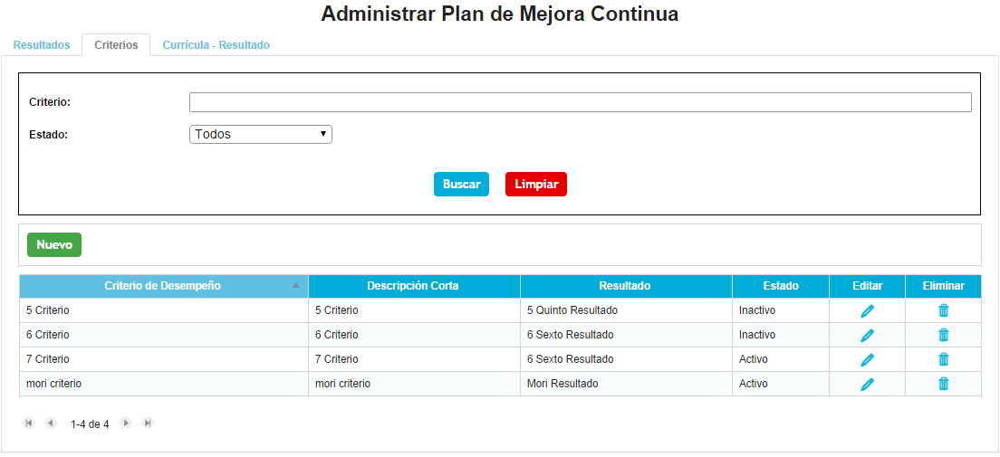 Administrar Plan de Mejora Continua
Resultados Criterios Currícula - Resultado
Criterio:
Estado: Todos
Buscar Limpiar
Nuevo
Criterio de Desempeño Descripción Corta Resultado Estado Editar Eliminar
5 Criterio 5 Criterio 5 Quinto Resultado Inactivo
6 Criterio 6 Criterio 6 Sexto Resultado Inactivo
7 Criterio 7 Criterio 6 Sexto Resultado Activo
mori criterio mori criterio Mori Resultado Activo
1-4 de 4